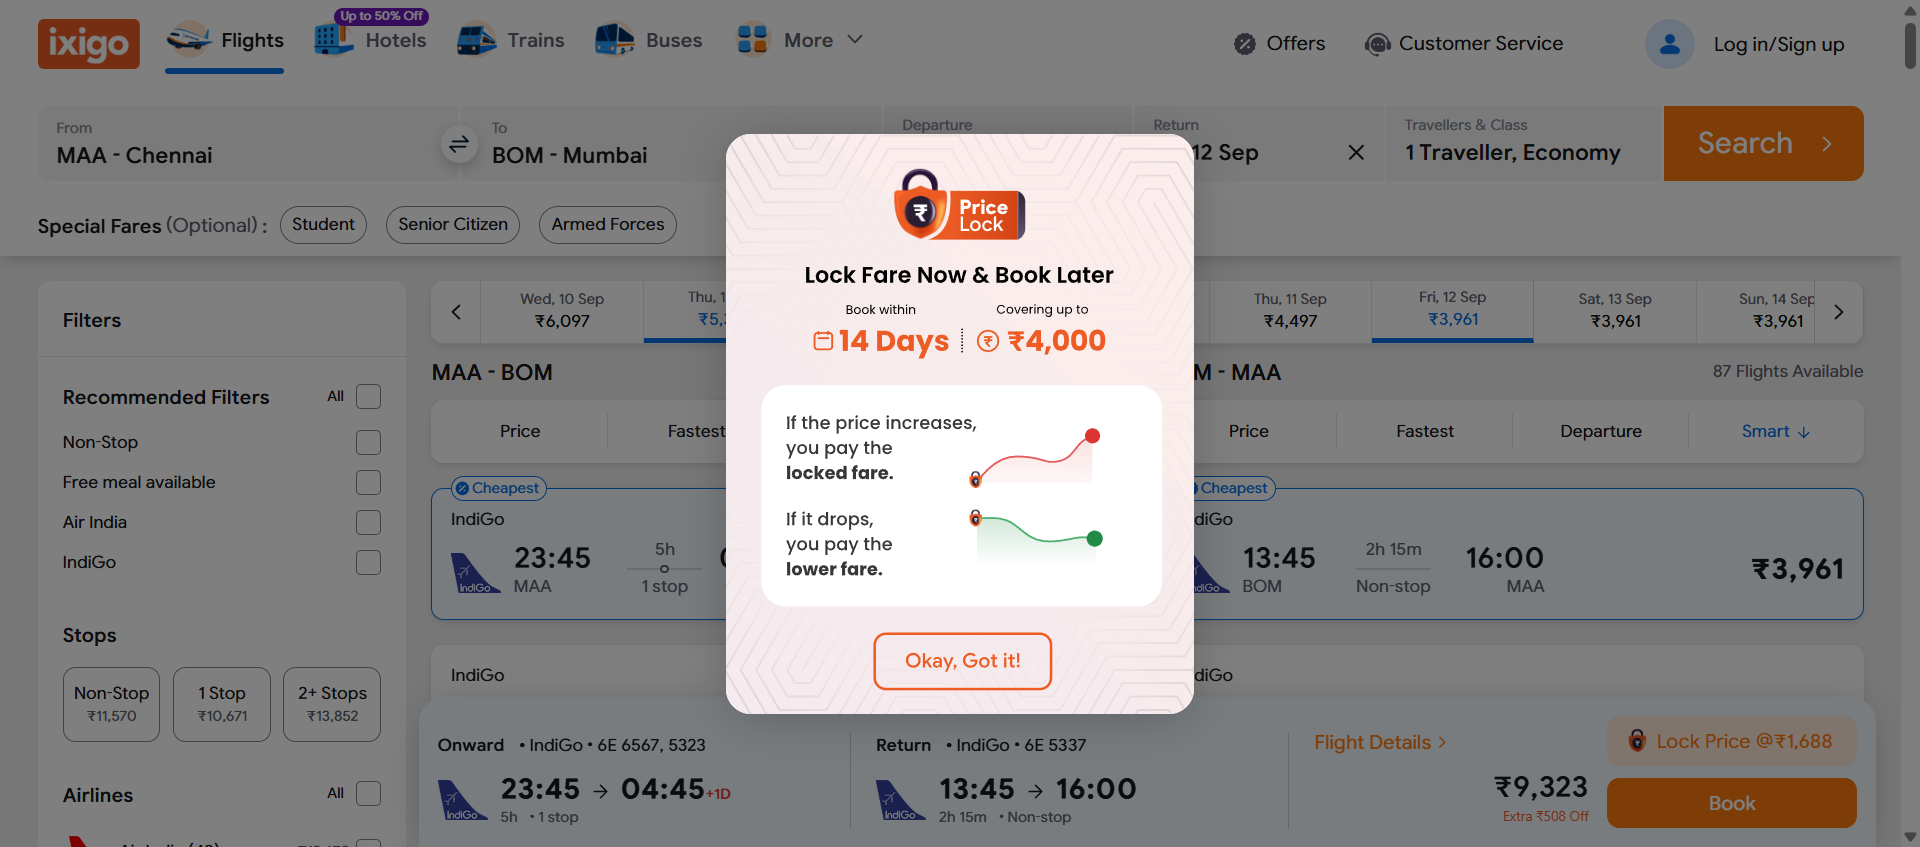 ixigo
Flights
Up to 50% Off
Hotels
Trains
Buses
More
Offers
Customer Service
Log in/Sign up
From
MAA - Chennai
To
BOM - Mumbai
Departure
Return
12 Sep
Travellers & Class
1 Traveller, Economy
Search
Special Fares (Optional) :
Student
Senior Citizen
Armed Forces
Price
Lock
Lock Fare Now & Book Later
Book within
14 Days
Covering up to
₹4,000
If the price increases,
you pay the
locked fare.
If it drops,
you pay the
lower fare.
Okay, Got it!
Filters
Recommended Filters
All
Non-Stop
Free meal available
Air India
IndiGo
Stops
Non-Stop
₹11,570
1 Stop
₹10,671
2+ Stops
₹13,852
Airlines
All
Wed, 10 Sep
₹6,097
Thu, 1
₹5,3
MAA - BOM
Price
Fastest
Cheapest
IndiGo
IndiGo
23:45
MAA
5h
1 stop
IndiGo
Thu, 11 Sep
₹4,497
Fri, 12 Sep
₹3,961
Sat, 13 Sep
₹3,961
Sun, 14 Sep
₹3,961
M - MAA
87 Flights Available
Price
Fastest
Departure
Smart
Cheapest
diGo
diGo
13:45
BOM
2h 15m
Non-stop
16:00
MAA
₹3,961
diGo
Onward • IndiGo • 6E 6567, 5323
IndiGo
23:45 → 04:45+1D
5h • 1 stop
Return • IndiGo • 6E 5337
IndiGo
13:45 → 16:00
2h 15m • Non-stop
Flight Details
₹9,323
Extra ₹508 Off
Lock Price @₹1,688
Book